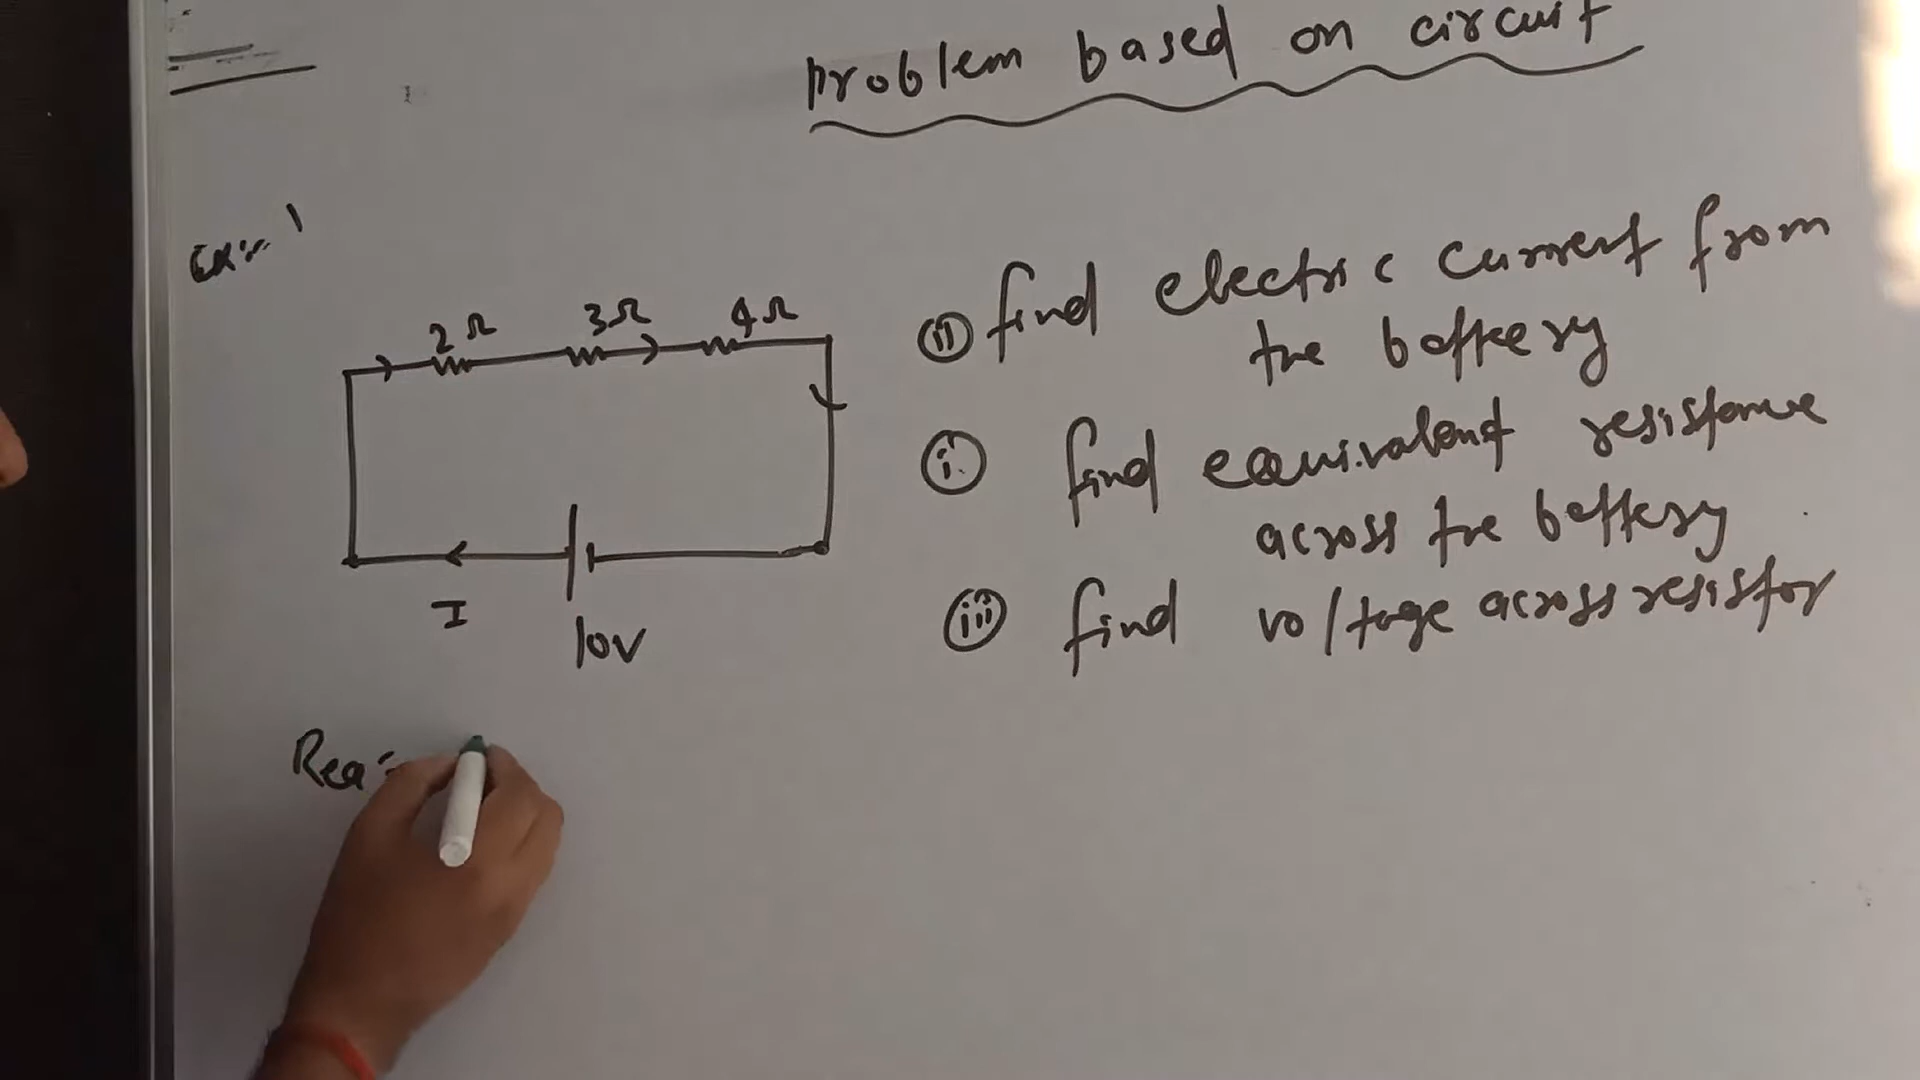 problem based on circuit
Ex:- 1
2Ω 3Ω 4Ω
I
10V
(ii) find electric current from
the battery
(i) find equivalent resistance
across the battery
(iii) find voltage across resistor
Req =